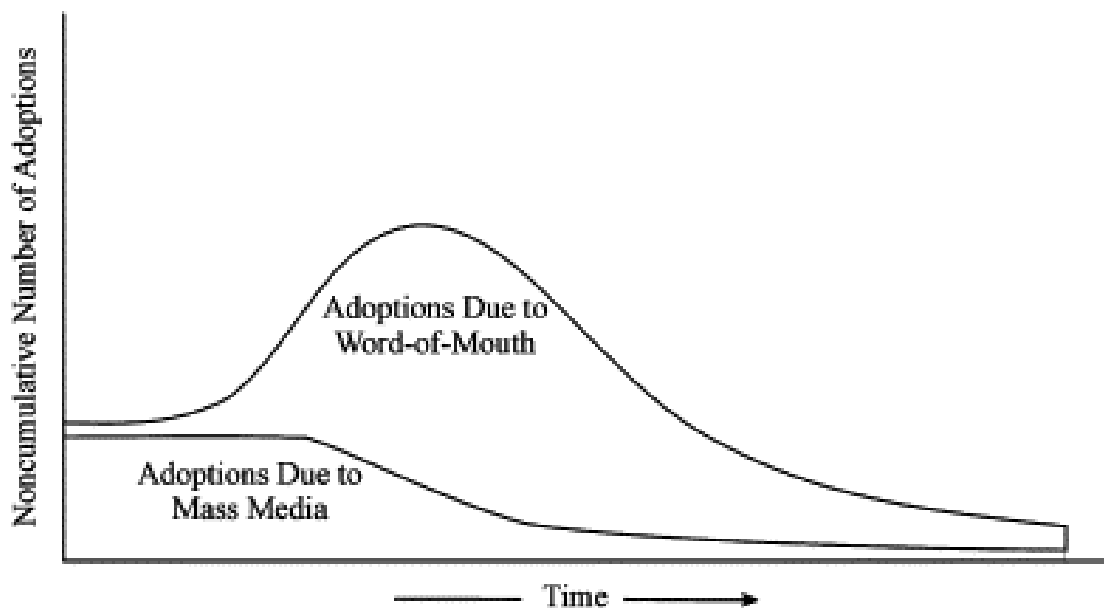 Noncumulative Number of Adoptions
Adoptions Due to
Word-of-Mouth
Adoptions Due to
Mass Media
Time